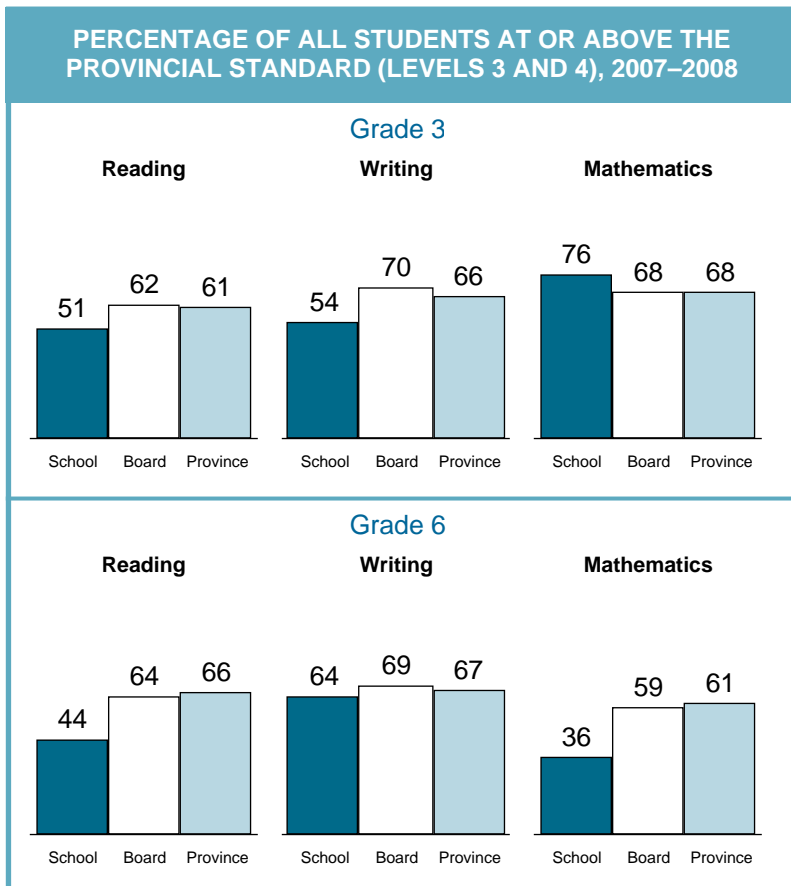 PERCENTAGE OF ALL STUDENTS AT OR ABOVE THE
PROVINCIAL STANDARD (LEVELS 3 AND 4), 2007–2008
Grade 3
Reading Writing Mathematics
51 62 61 54 70 66 76 68 68
School Board Province School Board Province School Board Province
Grade 6
Reading Writing Mathematics
44 64 66 64 69 67 36 59 61
School Board Province School Board Province School Board Province